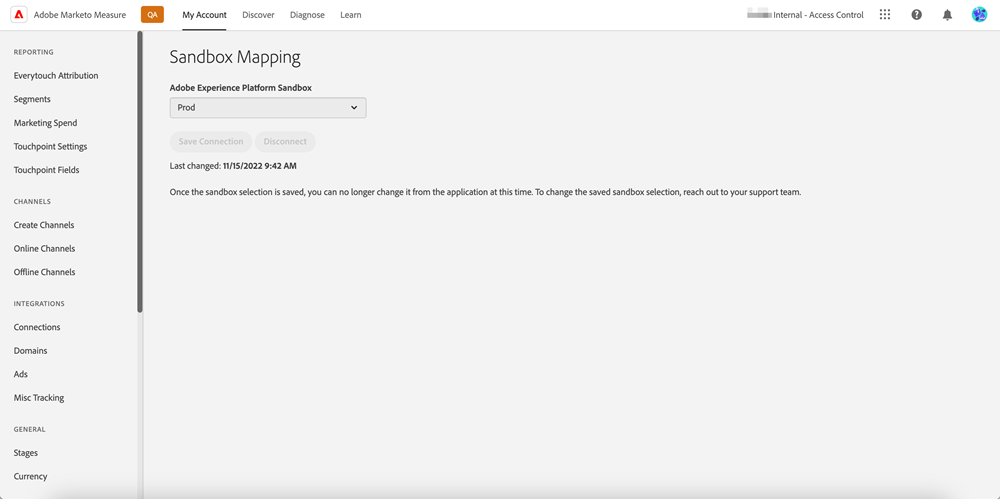 Adobe Marketo Measure
QA
My Account
Discover
Diagnose
Learn
Internal - Access Control
REPORTING
Everytouch Attribution
Segments
Marketing Spend
Touchpoint Settings
Touchpoint Fields
CHANNELS
Create Channels
Online Channels
Offline Channels
INTEGRATIONS
Connections
Domains
Ads
Misc Tracking
GENERAL
Stages
Currency
Sandbox Mapping
Adobe Experience Platform Sandbox
Prod
Save Connection
Disconnect
Last changed: 11/15/2022 9:42 AM
Once the sandbox selection is saved, you can no longer change it from the application at this time. To change the saved sandbox selection, reach out to your support team.